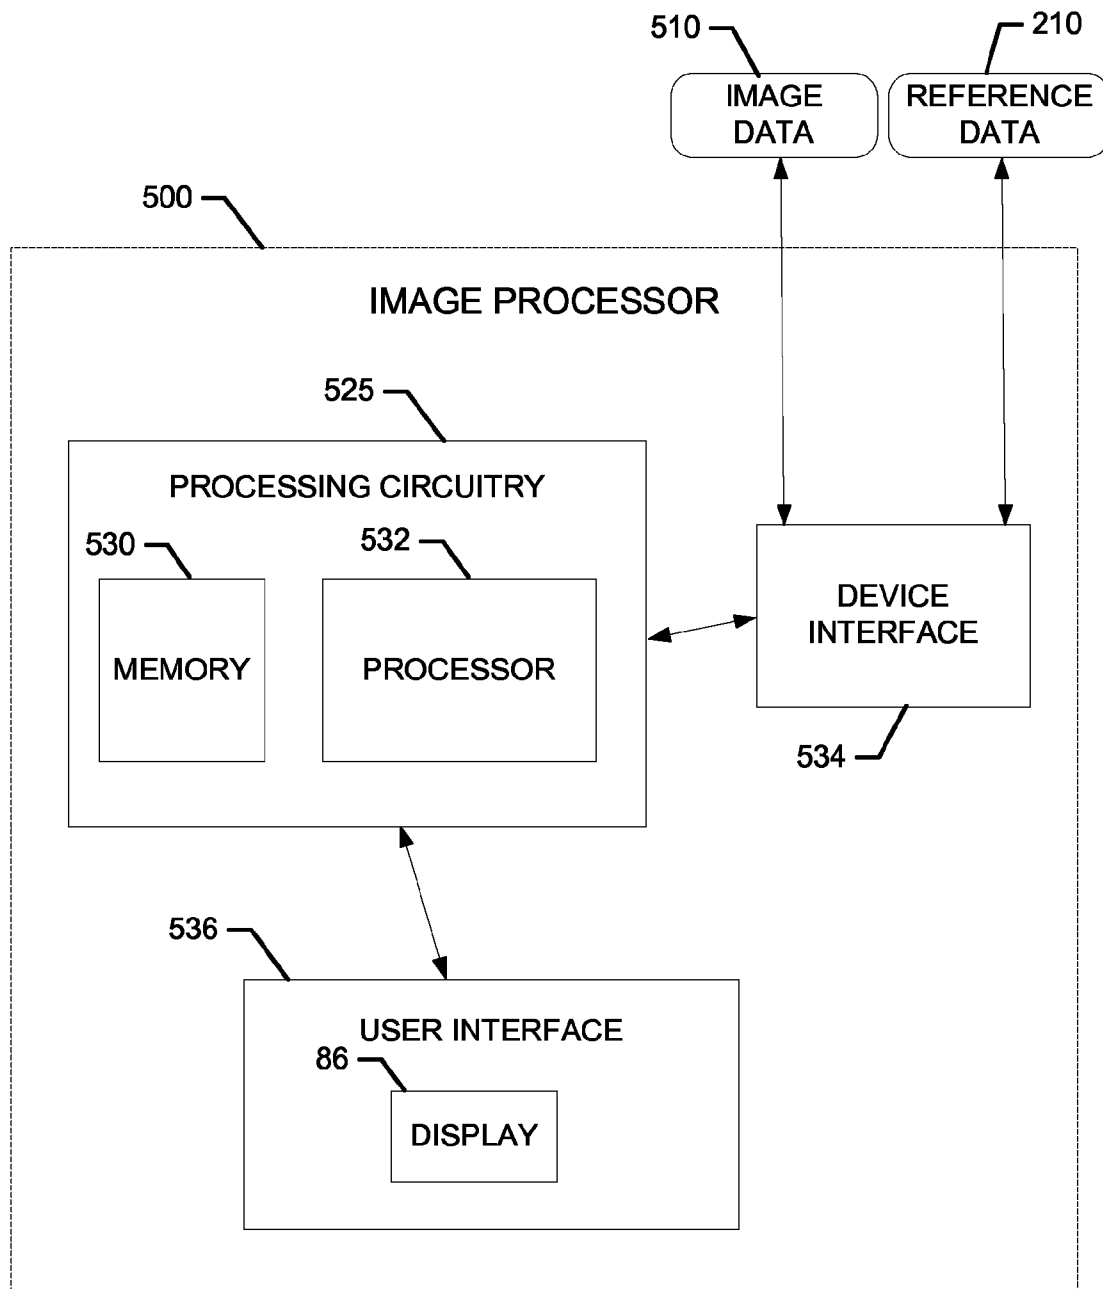 510
210
IMAGE
DATA
REFERENCE
DATA
500
IMAGE PROCESSOR
525
PROCESSING CIRCUITRY
530
532
MEMORY
PROCESSOR
DEVICE
INTERFACE
534
536
USER INTERFACE
86
DISPLAY